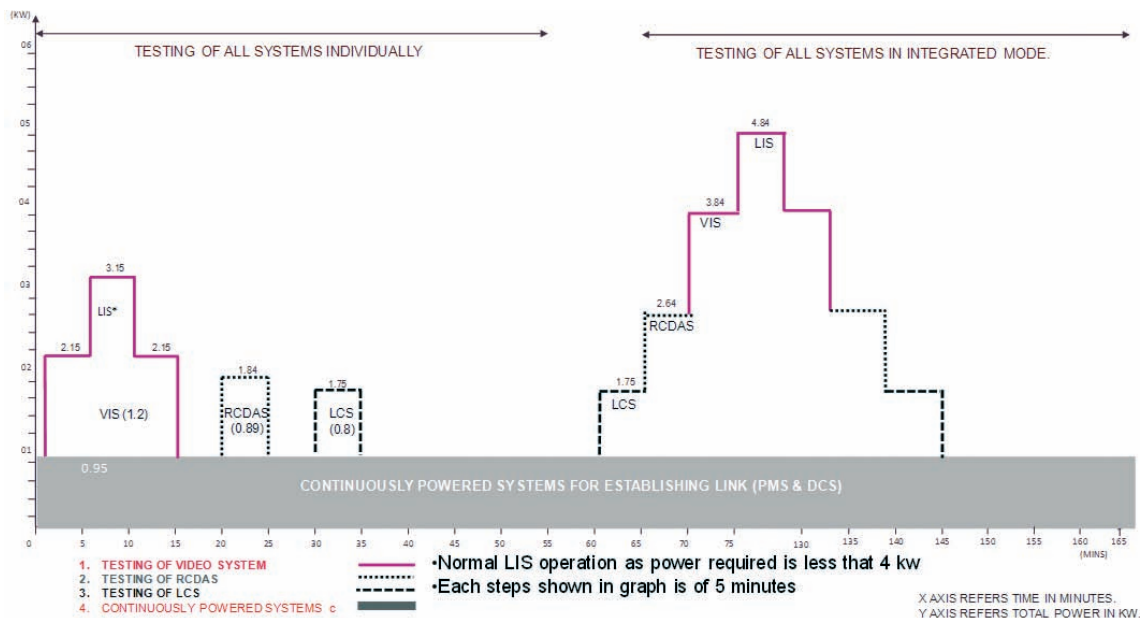 (KW)
TESTING OF ALL SYSTEMS INDIVIDUALLY
TESTING OF ALL SYSTEMS IN INTEGRATED MODE.
06
05
04
03
02
01
4.84
LIS
3.84
VIS
3.15
LIS*
2.64
RCDAS
2.15
2.15
1.84
1.75
1.75
VIS (1.2)
RCDAS
(0.89)
LCS
(0.8)
LCS
0.95
CONTINUOUSLY POWERED SYSTEMS FOR ESTABLISHING LINK (PMS & DCS)
0 5 10 15 20 25 30 35 40 45 50 55 60 65 70 75 130 135 140 145 150 155 160 165
(MINS)
1. TESTING OF VIDEO SYSTEM
2. TESTING OF RCDAS
3. TESTING OF LCS
4. CONTINUOUSLY POWERED SYSTEMS c
•Normal LIS operation as power required is less that 4 kw
•Each steps shown in graph is of 5 minutes
X AXIS REFERS TIME IN MINUTES.
Y AXIS REFERS TOTAL POWER IN KW.